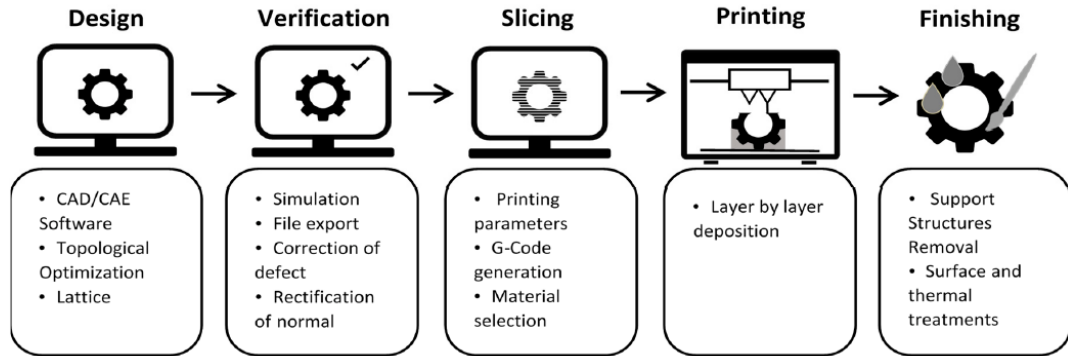 Design
Verification
Slicing
Printing
Finishing
• CAD/CAE
Software
• Topological
Optimization
• Lattice
• Simulation
• File export
• Correction of
defect
• Rectification
of normal
• Printing
parameters
• G-Code
generation
• Material
selection
• Layer by layer
deposition
• Support
Structures
Removal
• Surface and
thermal
treatments